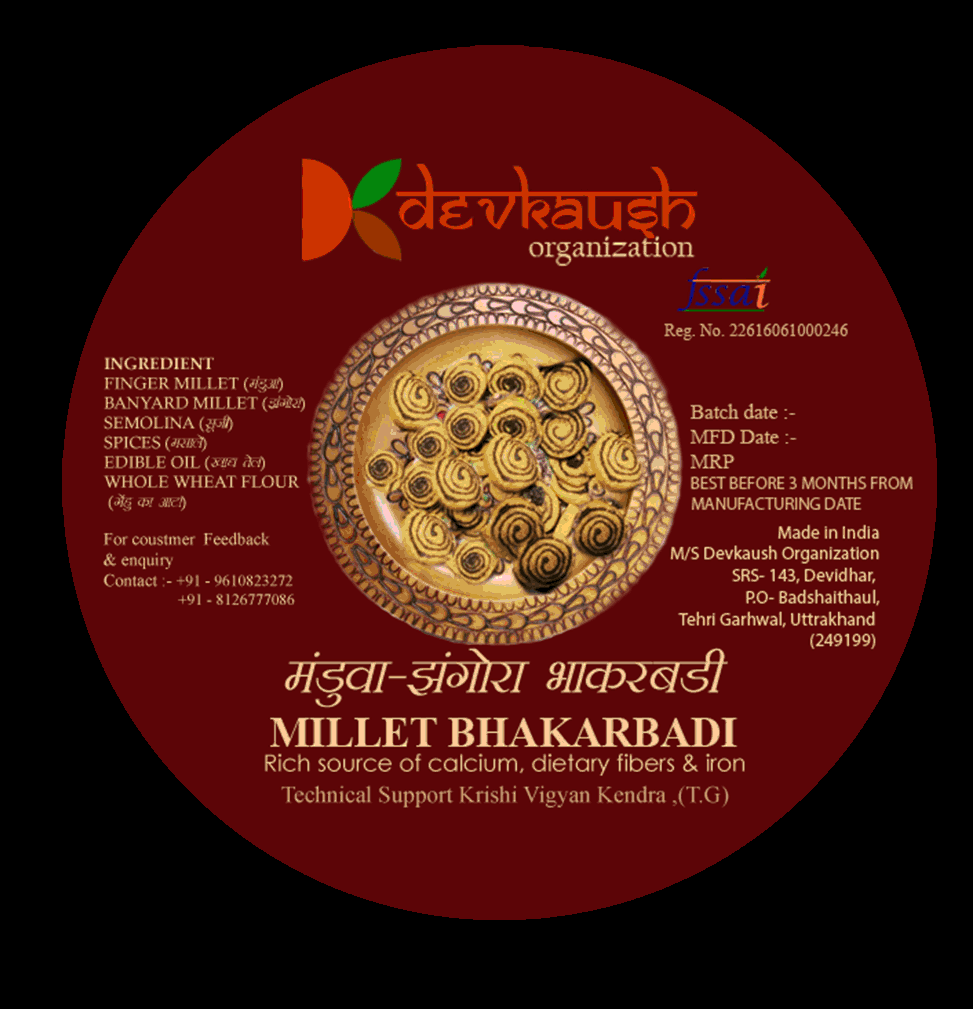 devkaush
organization
fssai
Reg. No. 22616061000246
INGREDIENT
FINGER MILLET (मंडुआ)
BANYARD MILLET (झंगोरा)
SEMOLINA (सूजी)
SPICES (मसाले)
EDIBLE OIL (खाद्य तेल)
WHOLE WHEAT FLOUR
(गेंहु का आटा)
For coustmer Feedback
& enquiry
Contact :- +91 - 9610823272
+91 - 8126777086
Batch date :-
MFD Date :-
MRP
BEST BEFORE 3 MONTHS FROM
MANUFACTURING DATE
Made in India
M/S Devkaush Organization
SRS- 143, Devidhar,
P.O- Badshaithaul,
Tehri Garhwal, Uttrakhand
(249199)
मंडुवा-झंगोरा भाकरबडी
MILLET BHAKARBADI
Rich source of calcium, dietary fibers & iron
Technical Support Krishi Vigyan Kendra ,(T.G)